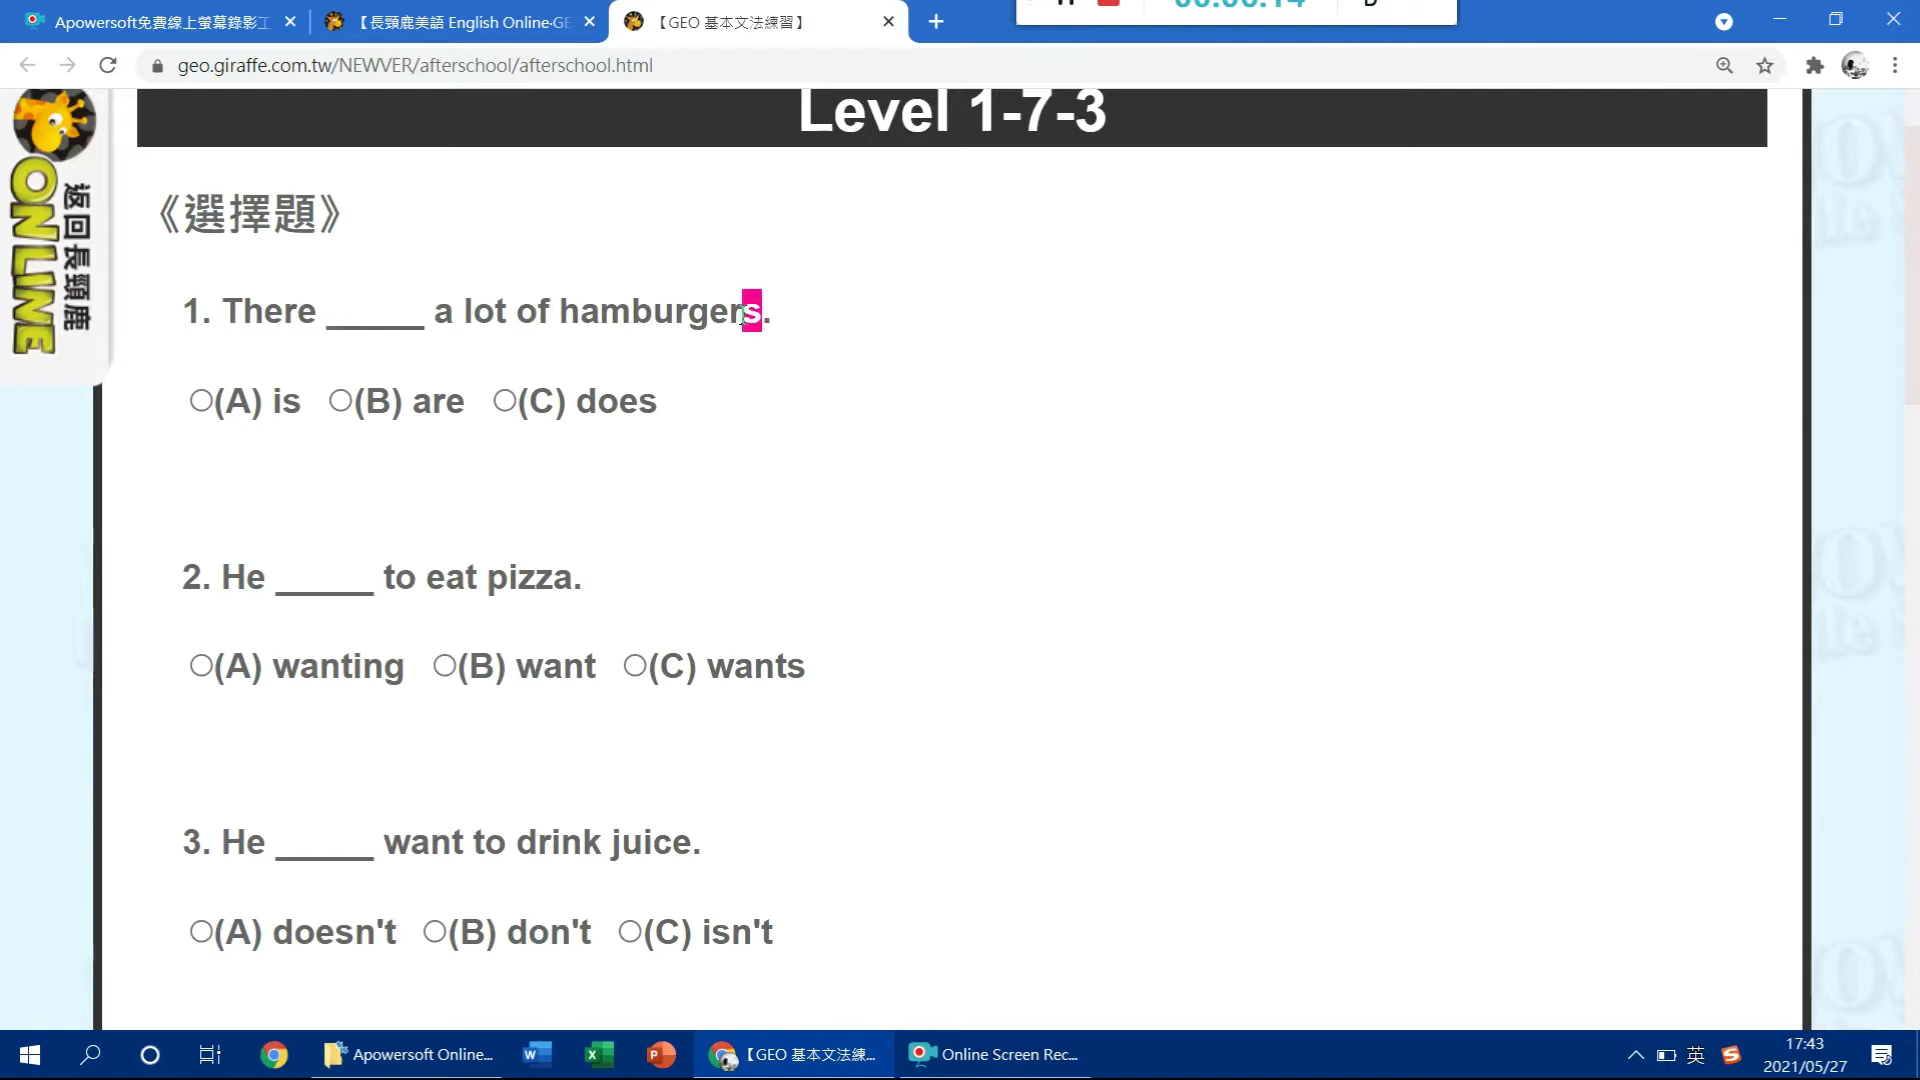 Apowersoft免費線上螢幕錄影工
【長頸鹿美語 English Online‧GE
【GEO 基本文法練習】
geo.giraffe.com.tw/NEWVER/afterschool/afterschool.html
返回長頸鹿
ONLINE
Level 1-7-3
《選擇題》
1. There _____ a lot of hamburgers.
(A) is (B) are (C) does
2. He _____ to eat pizza.
(A) wanting (B) want (C) wants
3. He _____ want to drink juice.
(A) doesn't (B) don't (C) isn't
Apowersoft Online...
【GEO 基本文法練...
Online Screen Rec...
英
17:43
2021/05/27